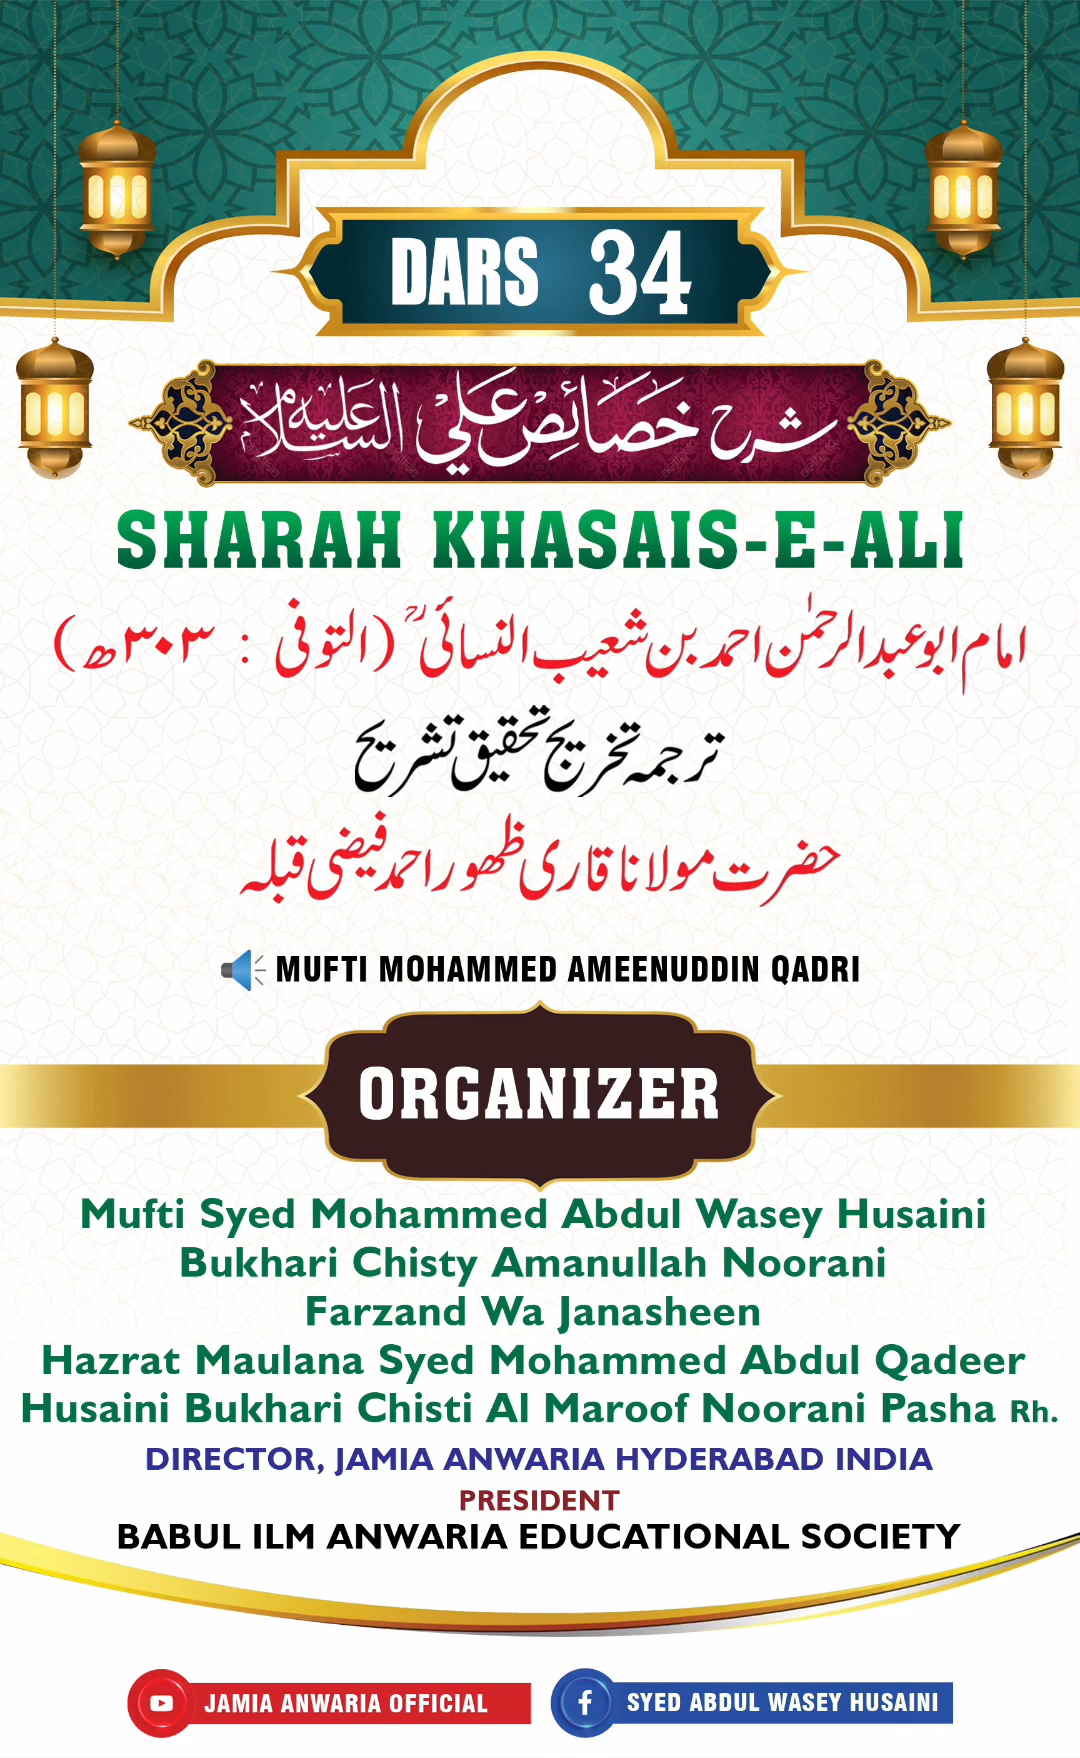 DARS 34
شرح خصائص علي عليه السلام
SHARAH KHASAIS-E-ALI
امام ابو عبدالرحمٰن احمد بن شعیب النسائیؒ (التوفی : ۳۰۳ھ)
ترجمہ تخریج تحقیق تشریح
حضرت مولانا قاری ظہور احمد فیضی قبلہ
MUFTI MOHAMMED AMEENUDDIN QADRI
ORGANIZER
Mufti Syed Mohammed Abdul Wasey Husaini
Bukhari Chisty Amanullah Noorani
Farzand Wa Janasheen
Hazrat Maulana Syed Mohammed Abdul Qadeer
Husaini Bukhari Chisti Al Maroof Noorani Pasha Rh.
DIRECTOR, JAMIA ANWARIA HYDERABAD INDIA
PRESIDENT
BABUL ILM ANWARIA EDUCATIONAL SOCIETY
JAMIA ANWARIA OFFICIAL
SYED ABDUL WASEY HUSAINI